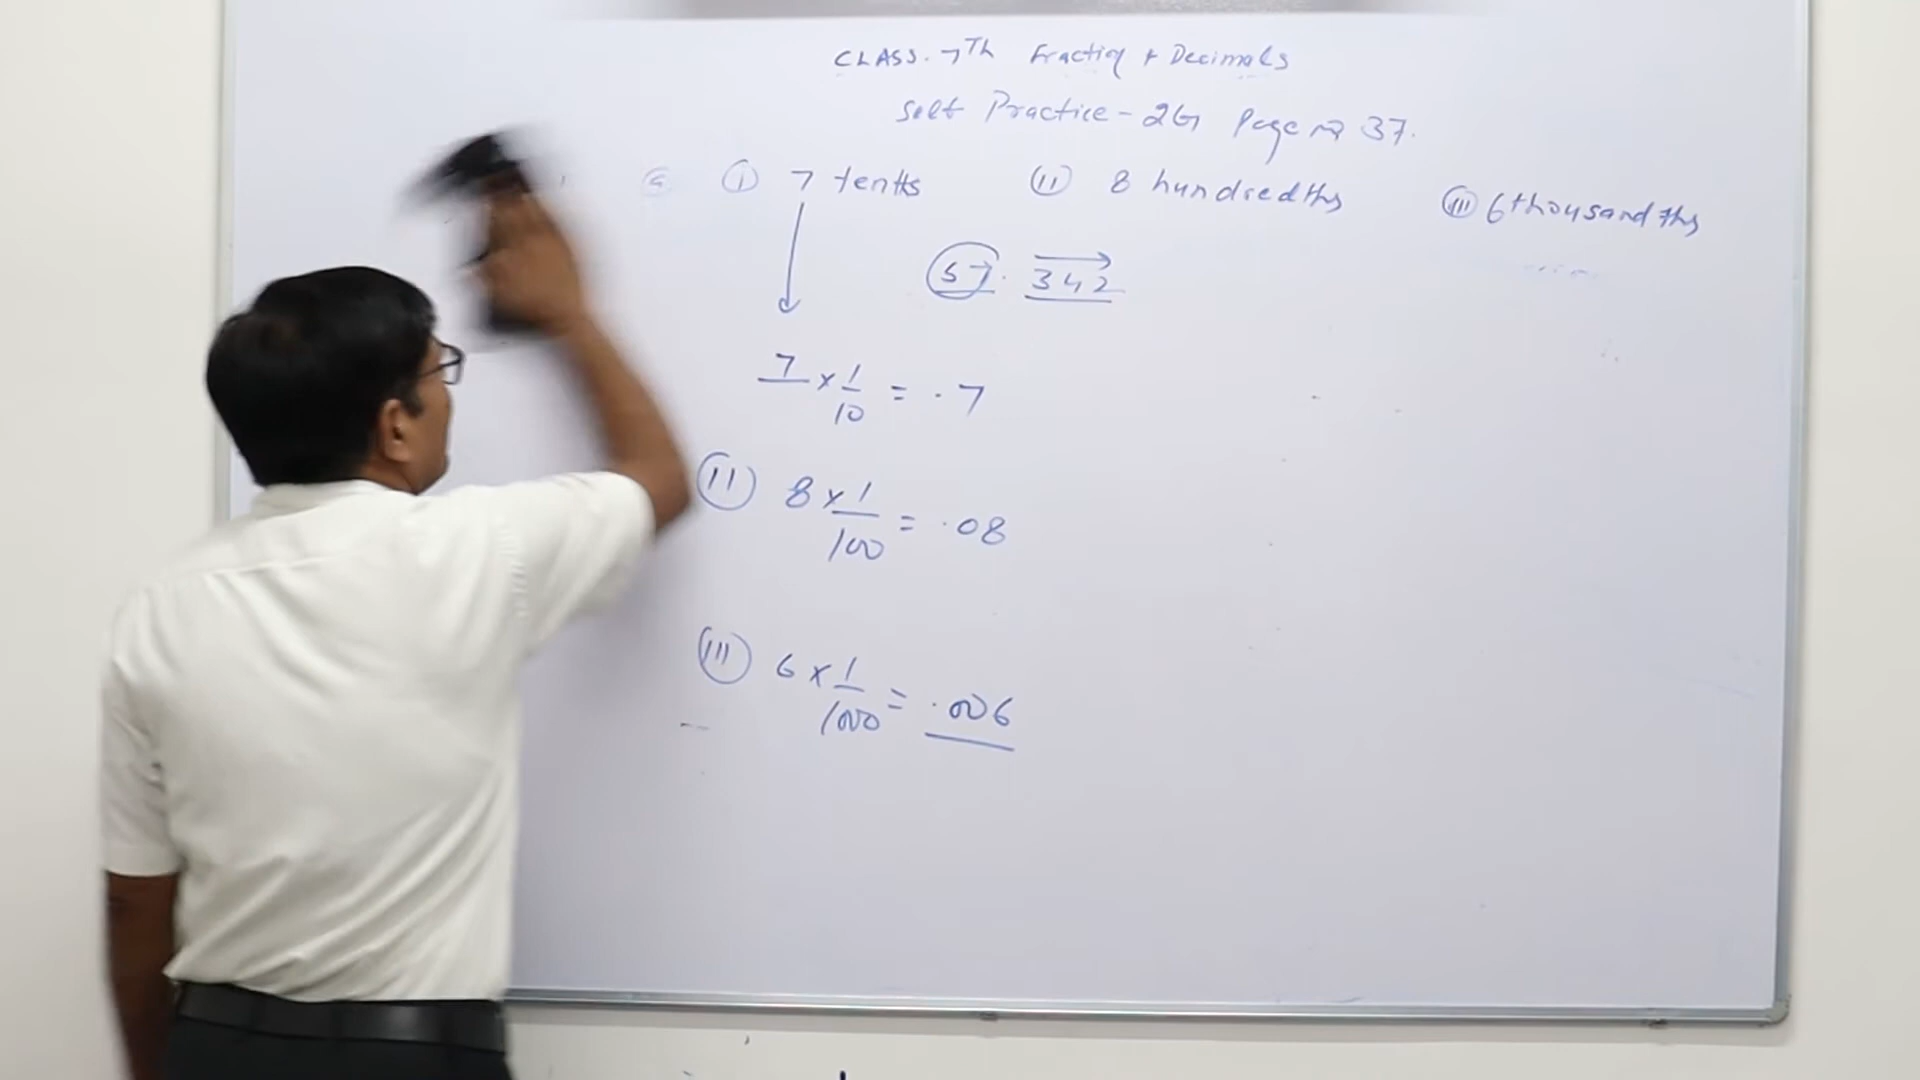 CLASS. 7Th Fraction & Decimals
Self Practice - 2G Page no 37.
a (i) 7 tenths (ii) 8 hundredths (iii) 6 thousandths
57. 342
7 × 1/10 = .7
(ii) 8 × 1/100 = .08
(iii) 6 × 1/1000 = .006